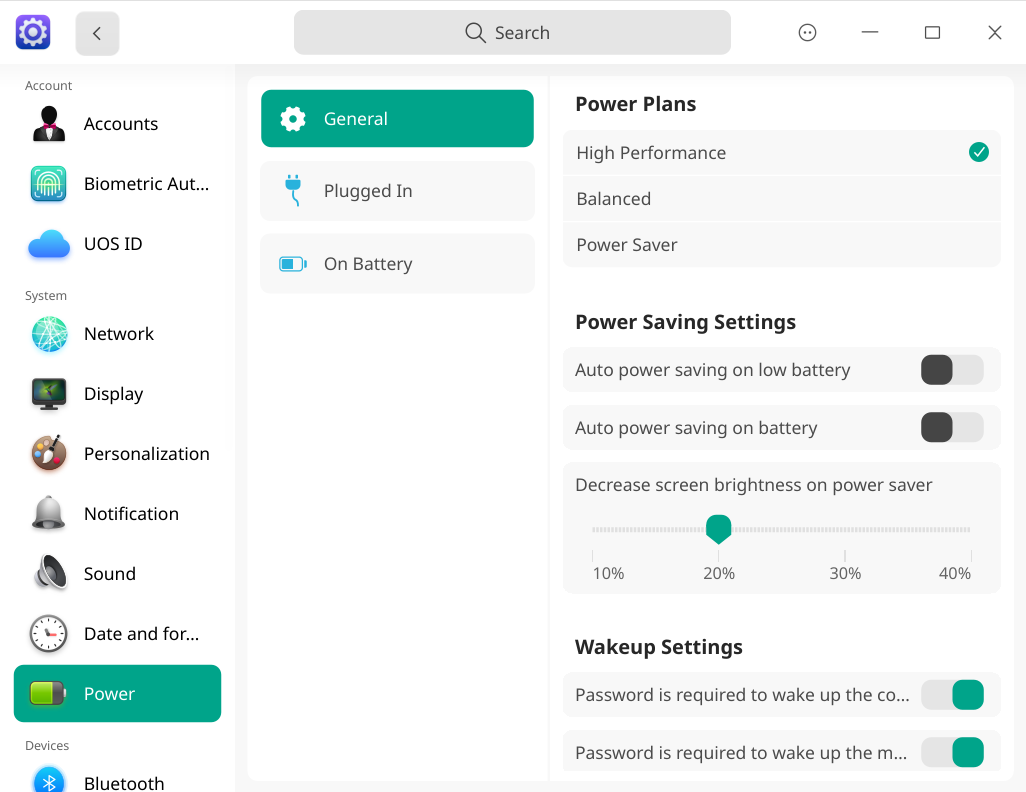 Search
Account
Accounts
Biometric Aut...
UOS ID
System
Network
Display
Personalization
Notification
Sound
Date and for...
Power
Devices
Bluetooth
General
Plugged In
On Battery
Power Plans
High Performance
Balanced
Power Saver
Power Saving Settings
Auto power saving on low battery
Auto power saving on battery
Decrease screen brightness on power saver
10% 20% 30% 40%
Wakeup Settings
Password is required to wake up the co...
Password is required to wake up the m...